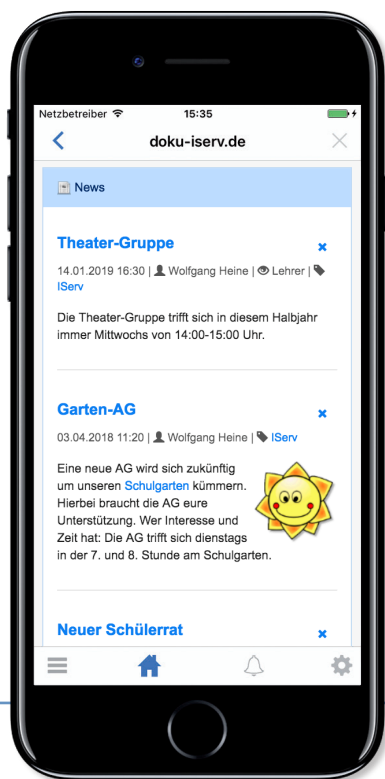 Netzbetreiber 15:35
doku-iserv.de
News
Theater-Gruppe
14.01.2019 16:30 | Wolfgang Heine | Lehrer |
IServ
Die Theater-Gruppe trifft sich in diesem Halbjahr
immer Mittwochs von 14:00-15:00 Uhr.
Garten-AG
03.04.2018 11:20 | Wolfgang Heine | IServ
Eine neue AG wird sich zukünftig
um unseren Schulgarten kümmern.
Hierbei braucht die AG eure
Unterstützung. Wer Interesse und
Zeit hat: Die AG trifft sich dienstags
in der 7. und 8. Stunde am Schulgarten.
Neuer Schülerrat